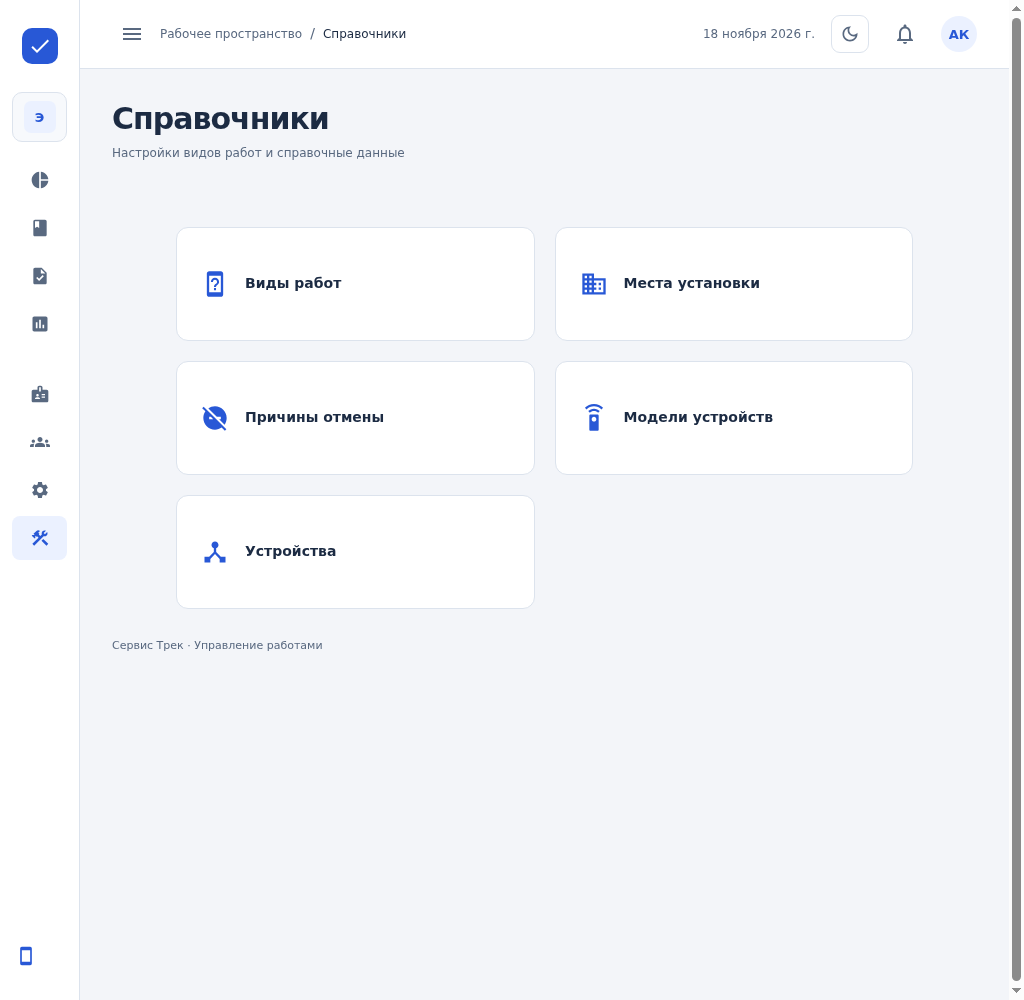 Рабочее пространство / Справочники
18 ноября 2026 г.
АК
Э
Справочники
Настройки видов работ и справочные данные
Виды работ
Места установки
Причины отмены
Модели устройств
Устройства
Сервис Трек · Управление работами